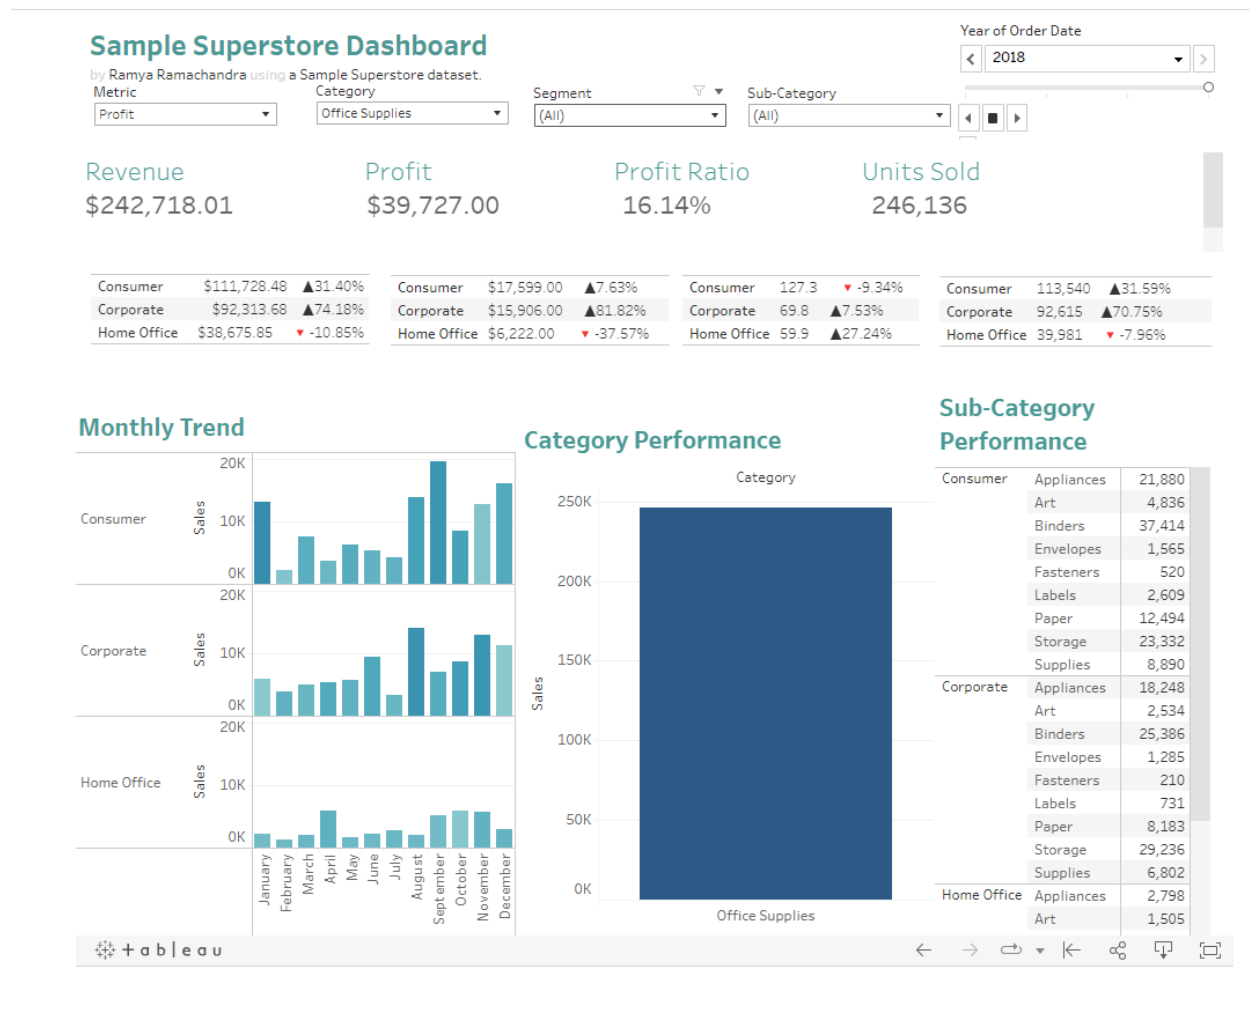 Sample Superstore Dashboard
by Ramya Ramachandra using a Sample Superstore dataset.
Year of Order Date
2018
Metric
Profit
Category
Office Supplies
Segment
(All)
Sub-Category
(All)
Revenue
$242,718.01
Profit
$39,727.00
Profit Ratio
16.14%
Units Sold
246,136
Consumer $111,728.48 ▲31.40%
Corporate $92,313.68 ▲74.18%
Home Office $38,675.85 ▼ -10.85%
Consumer $17,599.00 ▲7.63%
Corporate $15,906.00 ▲81.82%
Home Office $6,222.00 ▼ -37.57%
Consumer 127.3 ▼ -9.34%
Corporate 69.8 ▲7.53%
Home Office 59.9 ▲27.24%
Consumer 113,540 ▲31.59%
Corporate 92,615 ▲70.75%
Home Office 39,981 ▼ -7.96%
Monthly Trend
Consumer
Sales
20K
10K
0K
Corporate
Sales
20K
10K
0K
Home Office
Sales
20K
10K
0K
January
February
March
April
May
June
July
August
September
October
November
December
Category Performance
Category
Sales
250K
200K
150K
100K
50K
0K
Office Supplies
Sub-Category
Performance
Consumer Appliances 21,880
Art 4,836
Binders 37,414
Envelopes 1,565
Fasteners 520
Labels 2,609
Paper 12,494
Storage 23,332
Supplies 8,890
Corporate Appliances 18,248
Art 2,534
Binders 25,386
Envelopes 1,285
Fasteners 210
Labels 731
Paper 8,183
Storage 29,236
Supplies 6,802
Home Office Appliances 2,798
Art 1,505
+ableau